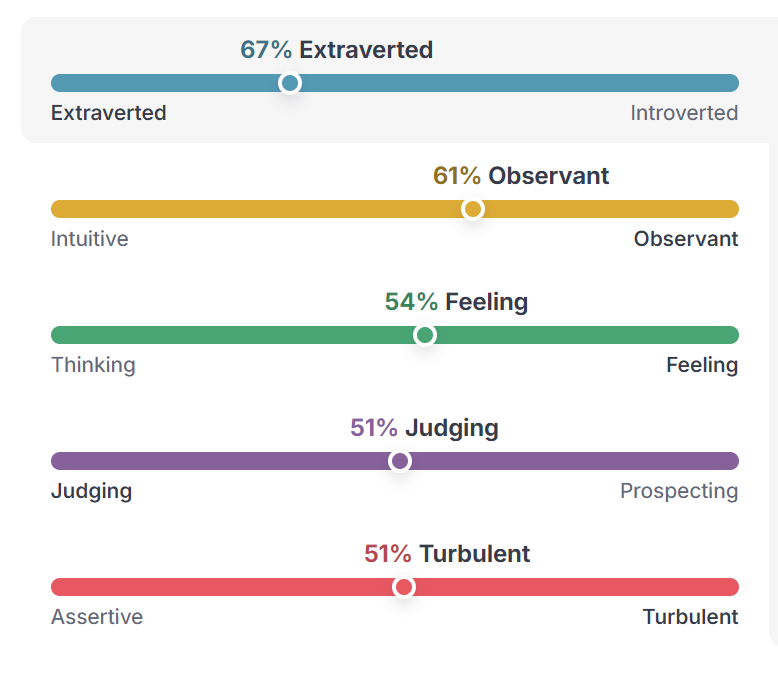 67% Extraverted
Extraverted Introverted
61% Observant
Intuitive Observant
54% Feeling
Thinking Feeling
51% Judging
Judging Prospecting
51% Turbulent
Assertive Turbulent